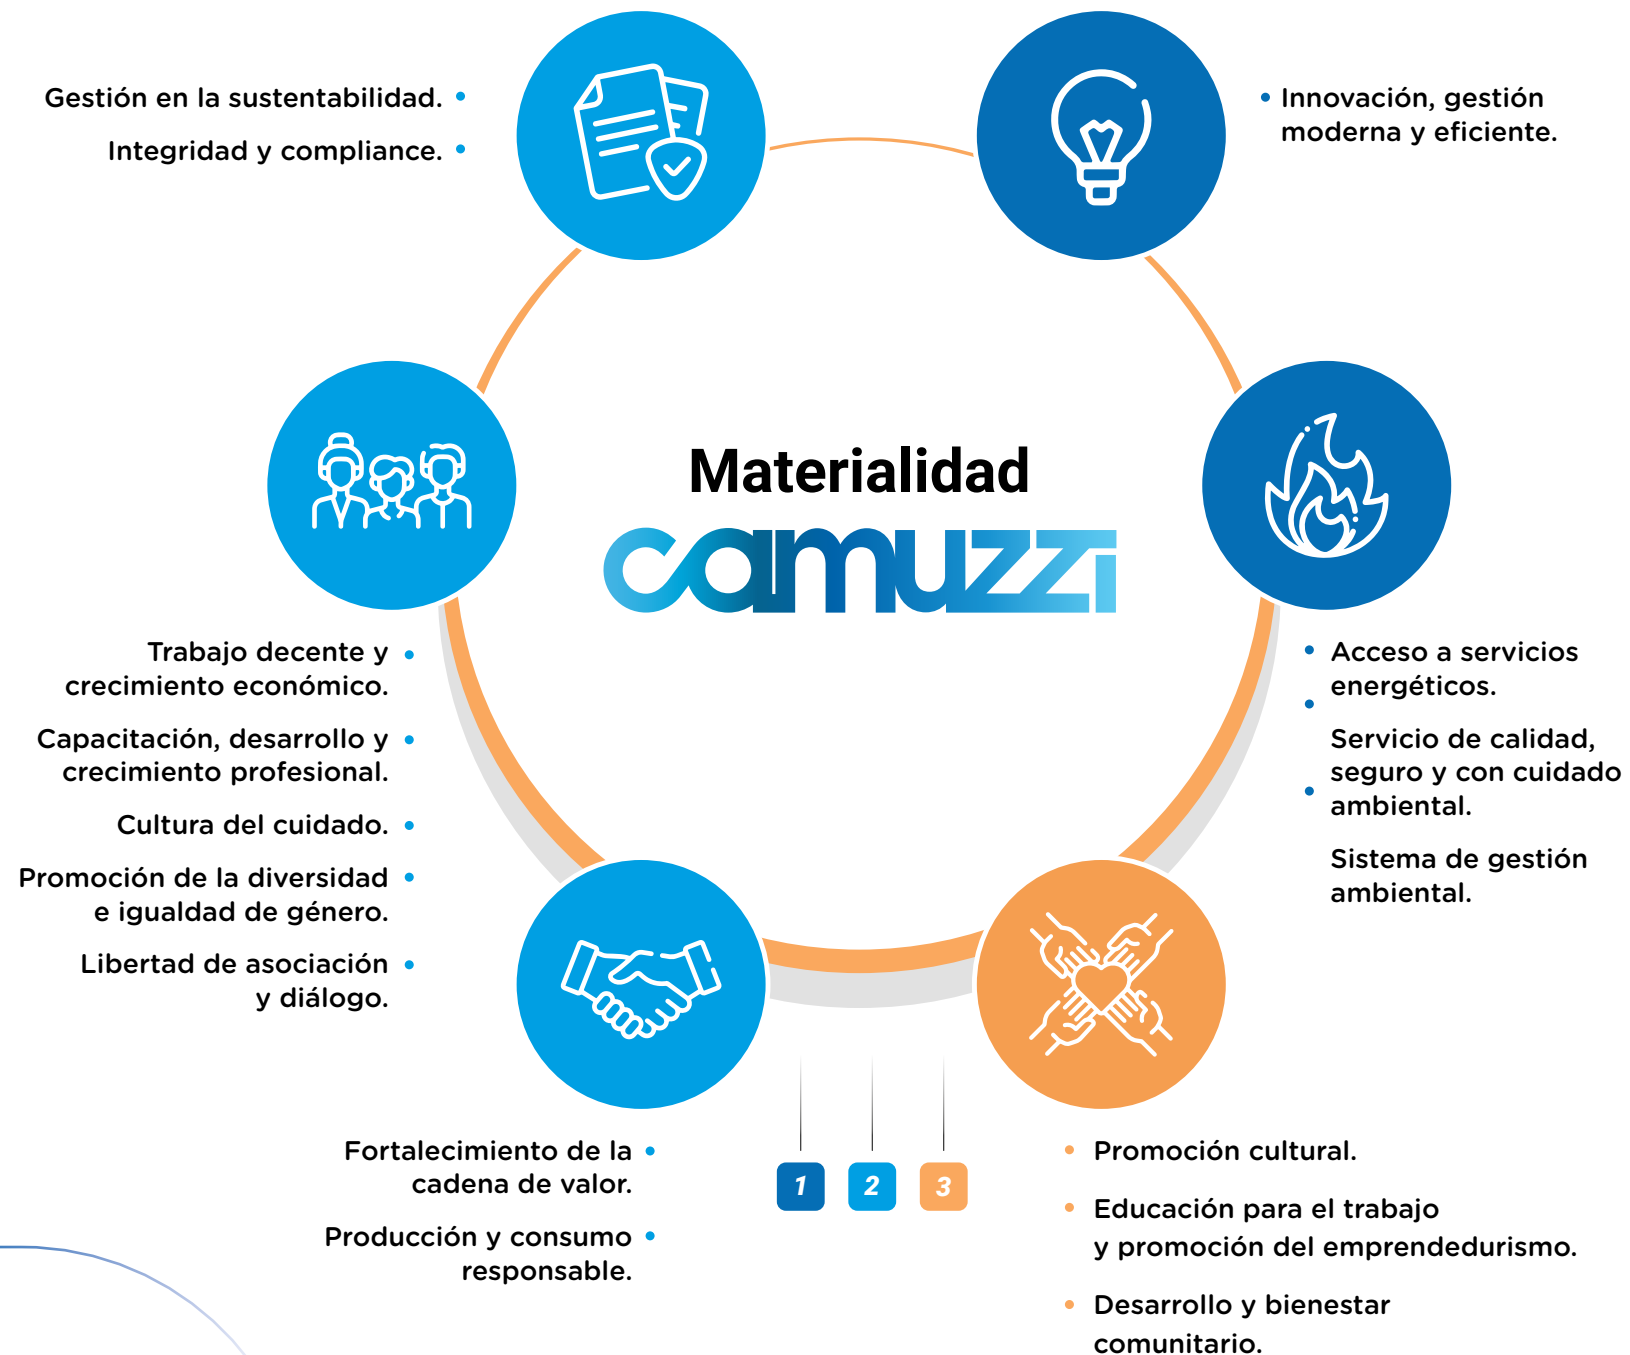 Gestión en la sustentabilidad.
Integridad y compliance.
Innovación, gestión
moderna y eficiente.
Materialidad
camuzzi
Trabajo decente y
crecimiento económico.
Capacitación, desarrollo y
crecimiento profesional.
Cultura del cuidado.
Promoción de la diversidad
e igualdad de género.
Libertad de asociación
y diálogo.
Acceso a servicios
energéticos.
Servicio de calidad,
seguro y con cuidado
ambiental.
Sistema de gestión
ambiental.
Fortalecimiento de la
cadena de valor.
Producción y consumo
responsable.
1 2 3
Promoción cultural.
Educación para el trabajo
y promoción del emprendedurismo.
Desarrollo y bienestar
comunitario.